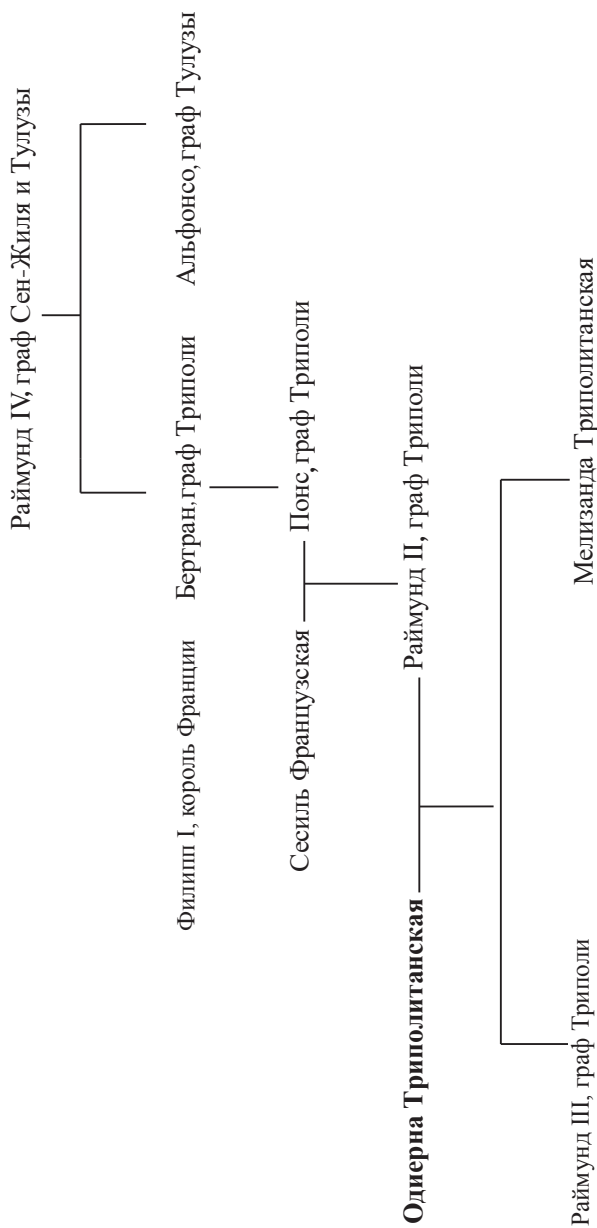 Раймунд IV, граф Сен-Жиля и Тулузы
Бертран, граф Триполи
Альфонсо, граф Тулузы
Филипп I, король Франции
Сесиль Французская
Понс, граф Триполи
Одиерна Триполитанская
Раймунд II, граф Триполи
Раймунд III, граф Триполи
Мелизанда Триполитанская